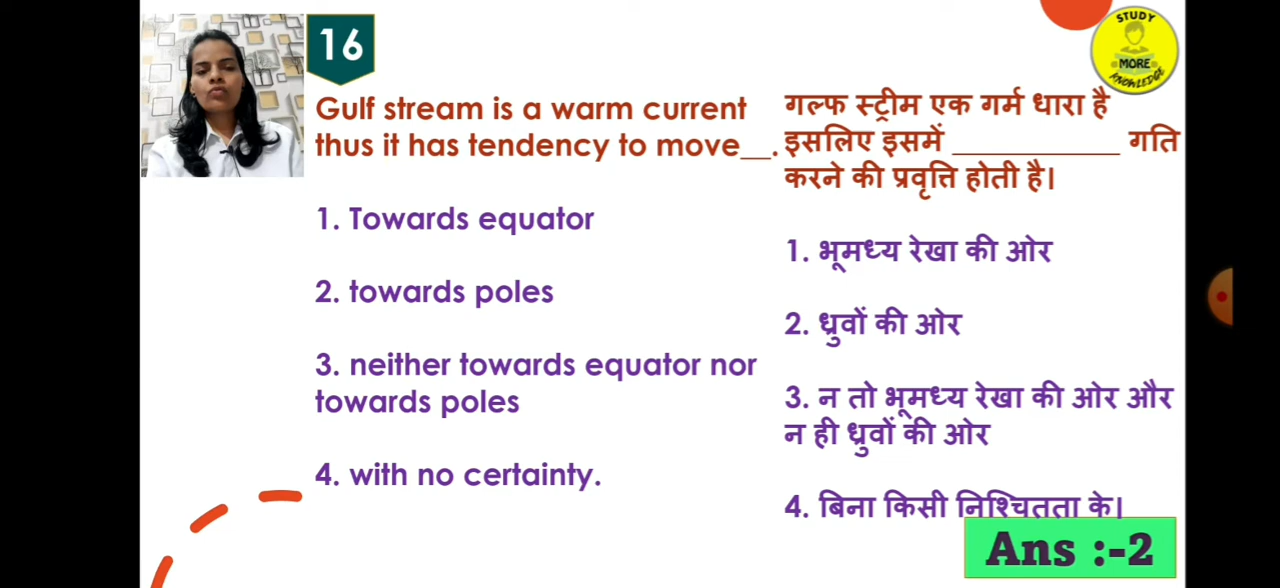 16
STUDY
MORE
KNOWLEDGE
Gulf stream is a warm current
thus it has tendency to move__.
1. Towards equator
2. towards poles
3. neither towards equator nor
towards poles
4. with no certainty.
गल्फ स्ट्रीम एक गर्म धारा है
इसलिए इसमें ____________ गति
करने की प्रवृत्ति होती है।
1. भूमध्य रेखा की ओर
2. ध्रुवों की ओर
3. न तो भूमध्य रेखा की ओर और
न ही ध्रुवों की ओर
4. बिना किसी निश्चितता के।
Ans :-2